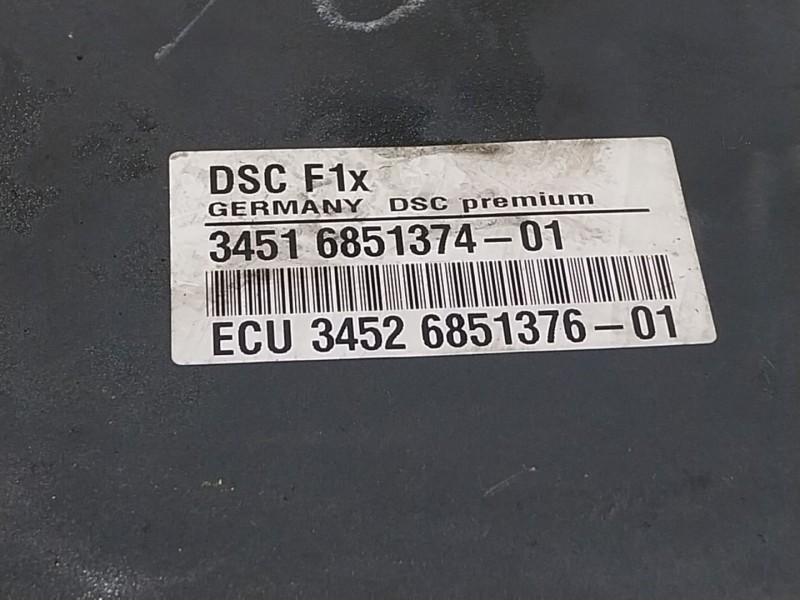 DSC F1x
GERMANY DSC premium
3451 6851374-01
ECU 3452 6851376-01